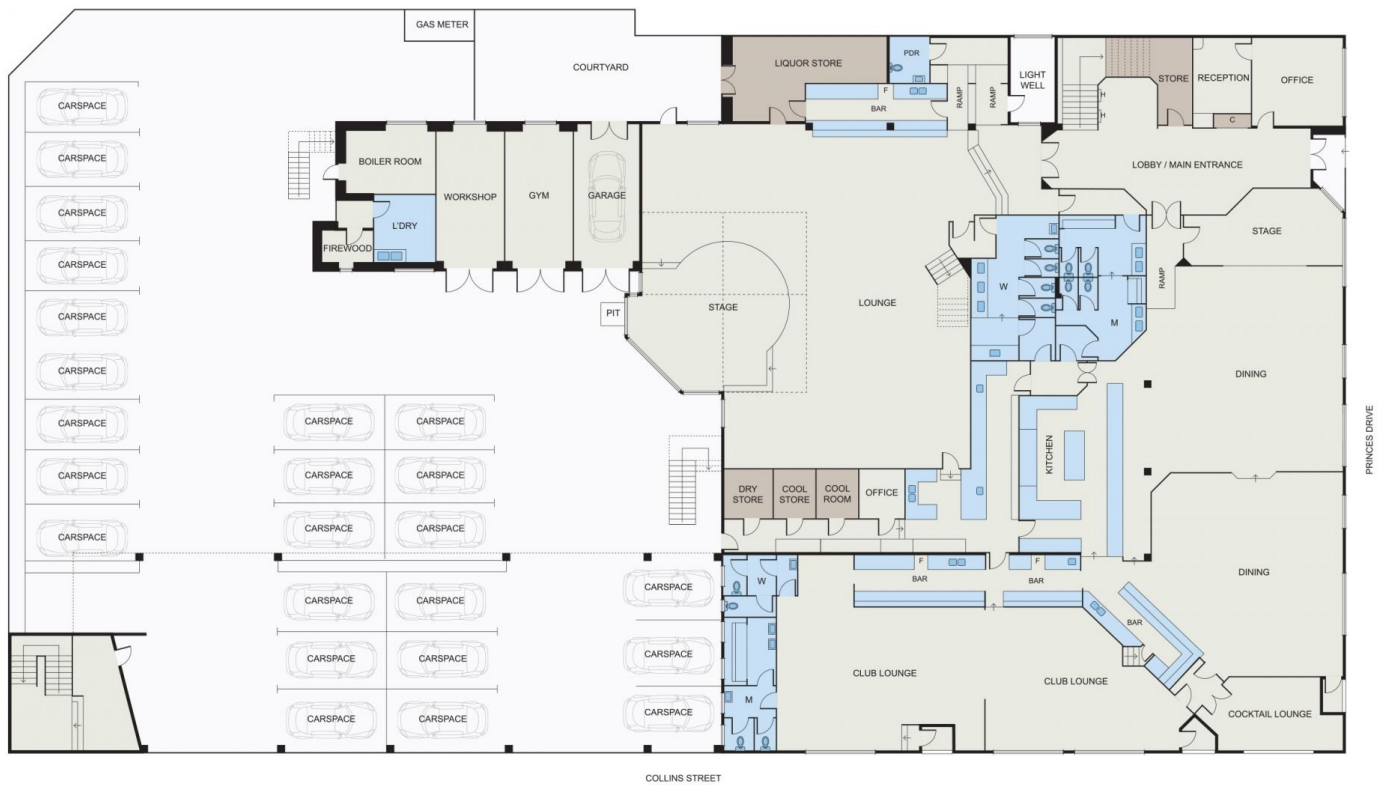 GAS METER
COURTYARD
LIQUOR STORE
PDR
F
BAR
RAMP
RAMP
LIGHT
WELL
H
H
STORE
RECEPTION
C
OFFICE
CARSPACE
CARSPACE
CARSPACE
CARSPACE
CARSPACE
CARSPACE
CARSPACE
CARSPACE
CARSPACE
BOILER ROOM
L'DRY
FIREWOOD
WORKSHOP
GYM
GARAGE
LOBBY / MAIN ENTRANCE
STAGE
RAMP
PIT
STAGE
LOUNGE
W
M
DINING
PRINCES DRIVE
CARSPACE
CARSPACE
CARSPACE
CARSPACE
CARSPACE
CARSPACE
KITCHEN
DRY
STORE
COOL
STORE
COOL
ROOM
OFFICE
CARSPACE
CARSPACE
CARSPACE
CARSPACE
CARSPACE
CARSPACE
CARSPACE
CARSPACE
CARSPACE
W
M
F
BAR
F
BAR
BAR
DINING
CLUB LOUNGE
CLUB LOUNGE
COCKTAIL LOUNGE
COLLINS STREET